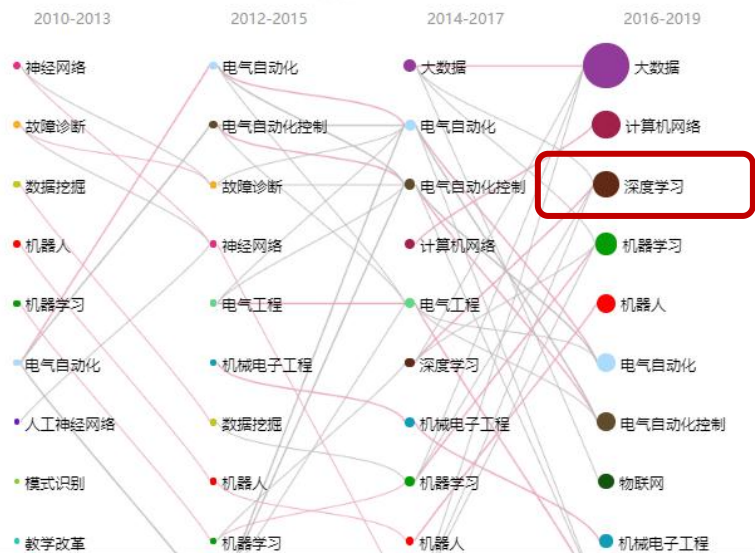 2010-2013 2012-2015 2014-2017 2016-2019
神经网络 电气自动化 大数据 大数据
故障诊断 电气自动化控制 电气自动化 计算机网络
数据挖掘 故障诊断 电气自动化控制 深度学习
机器人 神经网络 计算机网络 机器学习
机器学习 电气工程 电气工程 机器人
电气自动化 机械电子工程 深度学习 电气自动化
人工神经网络 数据挖掘 机械电子工程 电气自动化控制
模式识别 机器人 机器学习 物联网
教学改革 机器学习 机器人 机械电子工程